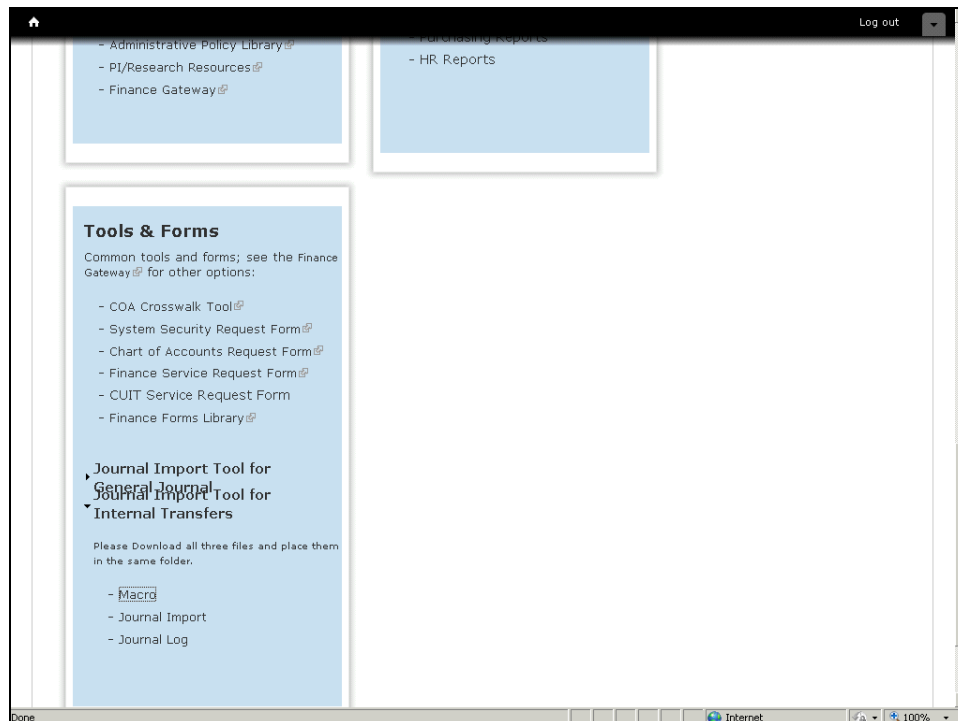 Log out
- Administrative Policy Library
- PI/Research Resources
- Finance Gateway
- Purchasing Reports
- HR Reports
Tools & Forms
Common tools and forms; see the Finance
Gateway for other options:
- COA Crosswalk Tool
- System Security Request Form
- Chart of Accounts Request Form
- Finance Service Request Form
- CUIT Service Request Form
- Finance Forms Library
Journal Import Tool for
General Journal
Journal Import Tool for
Internal Transfers
Please Download all three files and place them
in the same folder.
- Macro
- Journal Import
- Journal Log
Done
Internet
100%